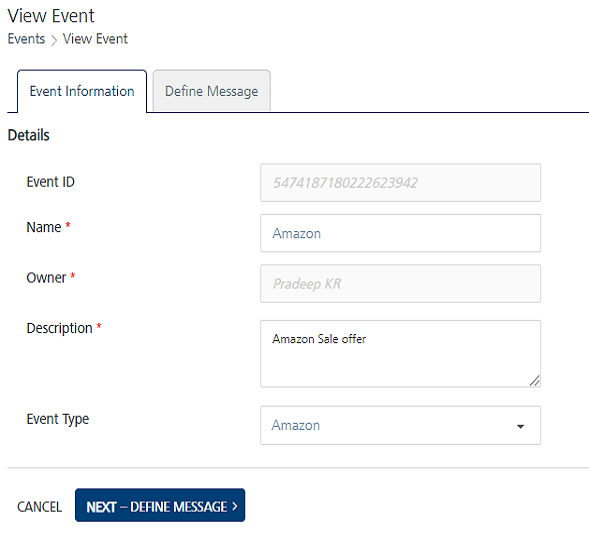 View Event
Events > View Event
Event Information
Define Message
Details
Event ID
5474187180222623942
Name *
Amazon
Owner *
Pradeep KR
Description *
Amazon Sale offer
Event Type
Amazon
CANCEL
NEXT – DEFINE MESSAGE >